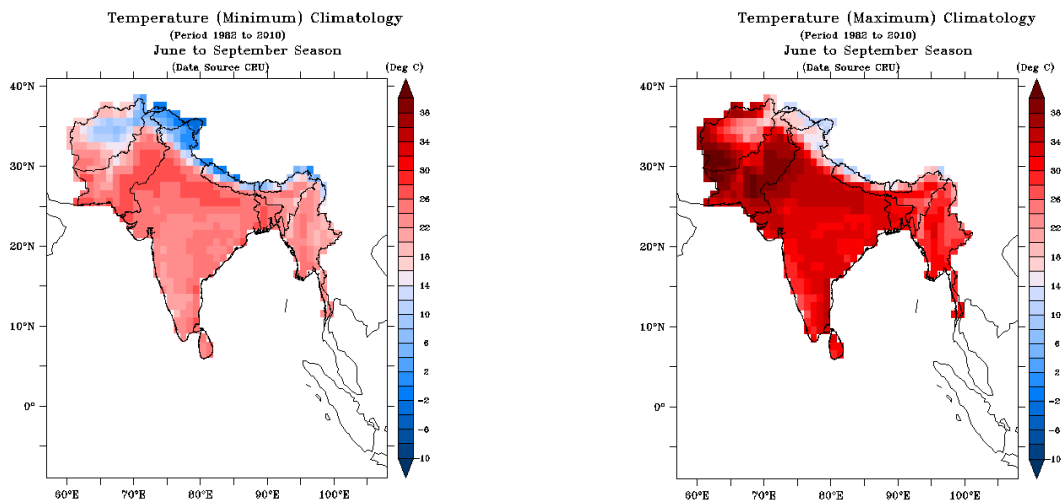 Temperature (Minimum) Climatology
(Period 1982 to 2010)
June to September Season
(Data Source CRU)
(Deg C)
40°N
30°N
20°N
10°N
0°
60°E
70°E
80°E
90°E
100°E
38
34
30
26
22
18
14
10
6
2
-2
-6
-10
Temperature (Maximum) Climatology
(Period 1982 to 2010)
June to September Season
(Data Source CRU)
(Deg C)
40°N
30°N
20°N
10°N
0°
60°E
70°E
80°E
90°E
100°E
38
34
30
26
22
18
14
10
6
2
-2
-6
-10